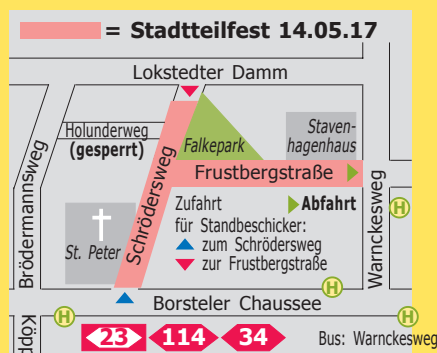 = Stadtteilfest 14.05.17
Lokstedter Damm
Holunderweg
(gesperrt)
Falkepark
Staven-
hagenhaus
Frustbergstraße
Brödermannsweg
Schrödersweg
Warnckesweg
St. Peter
Zufahrt
Abfahrt
für Standbeschicker:
zum Schrödersweg
zur Frustbergstraße
H
H
H
H
Borsteler Chaussee
Köpp
23
114
34
Bus: Warnckesweg